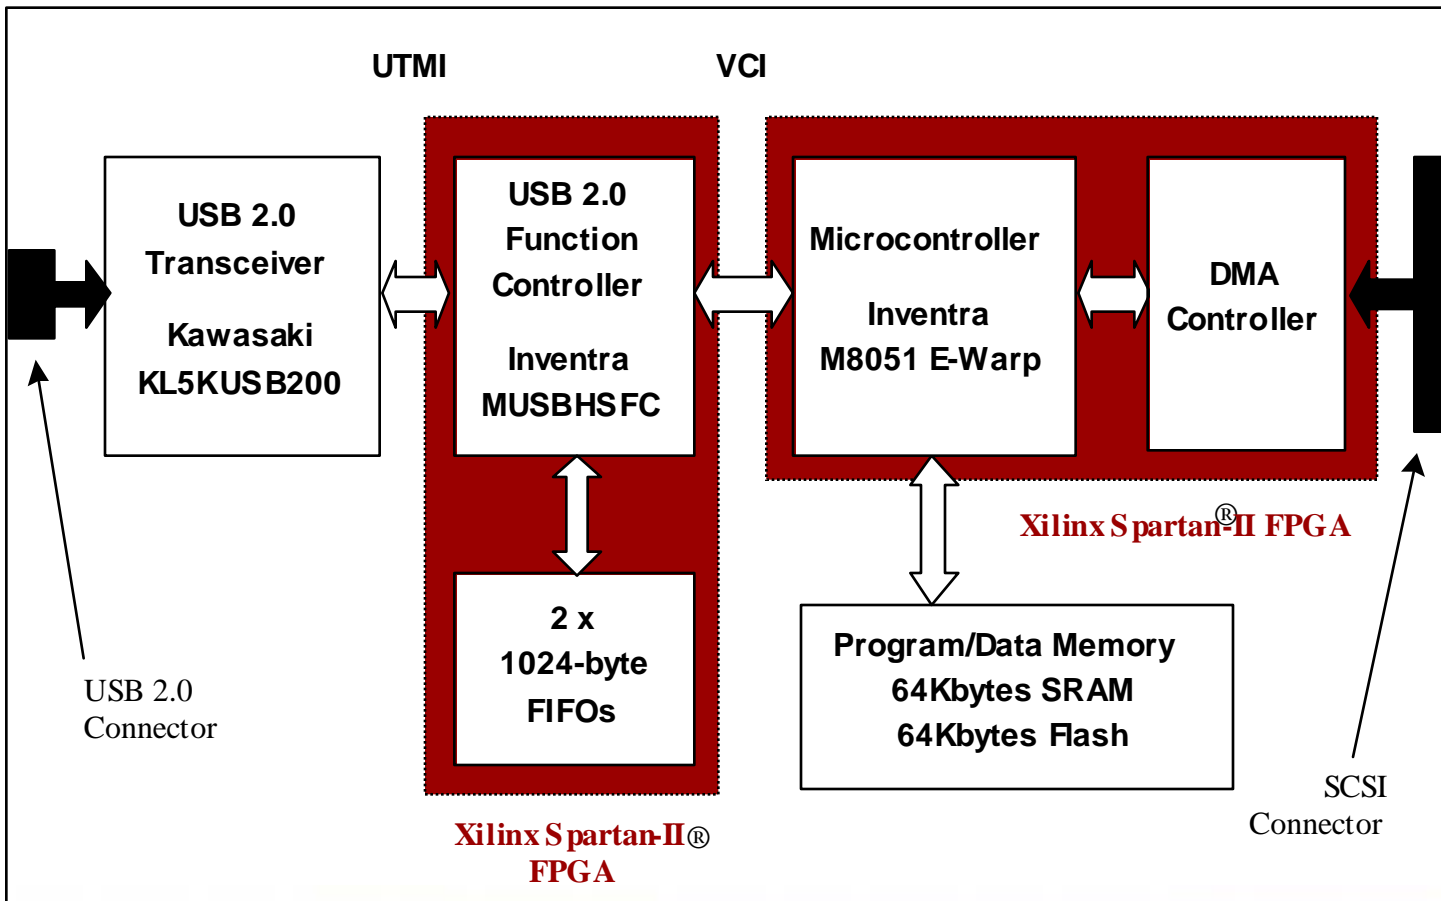 UTMI
VCI
USB 2.0
Transceiver
Kawasaki
KL5KUSB200
USB 2.0
Function
Controller
Inventra
MUSBHSFC
Microcontroller
Inventra
M8051 E-Warp
DMA
Controller
2 x
1024-byte
FIFOs
Xilinx Spartan®-II FPGA
Program/Data Memory
64Kbytes SRAM
64Kbytes Flash
USB 2.0
Connector
SCSI
Connector
Xilinx Spartan-II®
FPGA